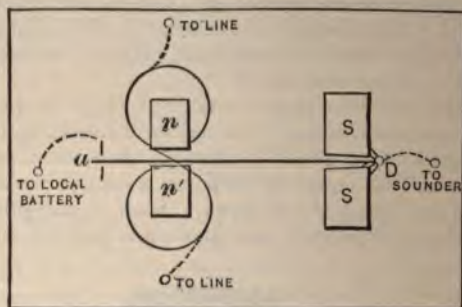 TO LINE
n
S
a
D
TO LOCAL
BATTERY
n'
S
TO
SOUNDER
TO LINE